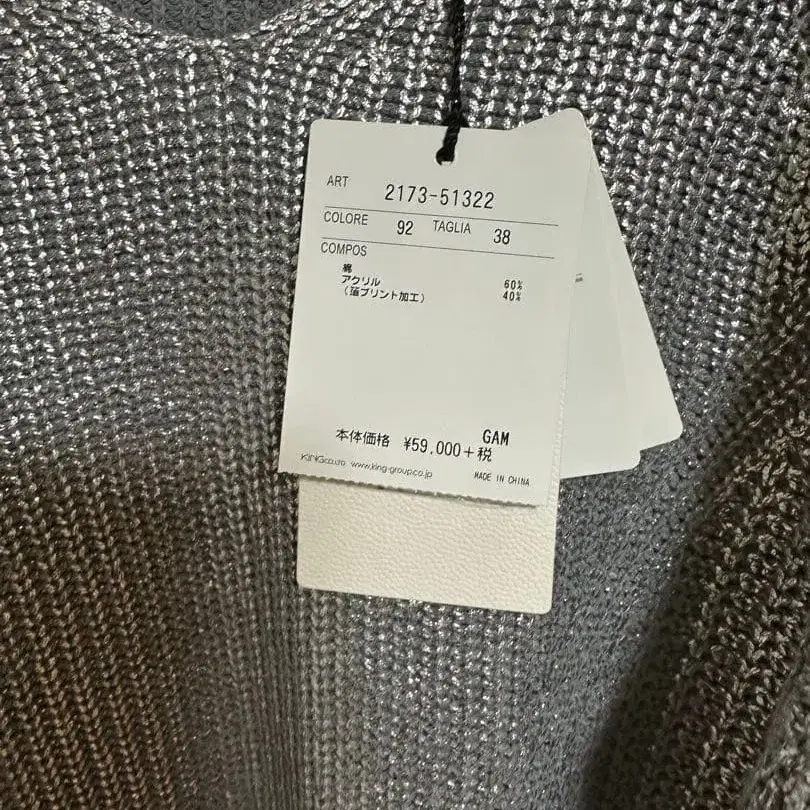 ART 2173-51322
COLORE 92 TAGLIA 38
COMPOS
綿 60%
アクリル 40%
(箔プリント加工)
GAM
本体価格 ¥59,000+税
KING CO.,LTD. www.king-group.co.jp MADE IN CHINA